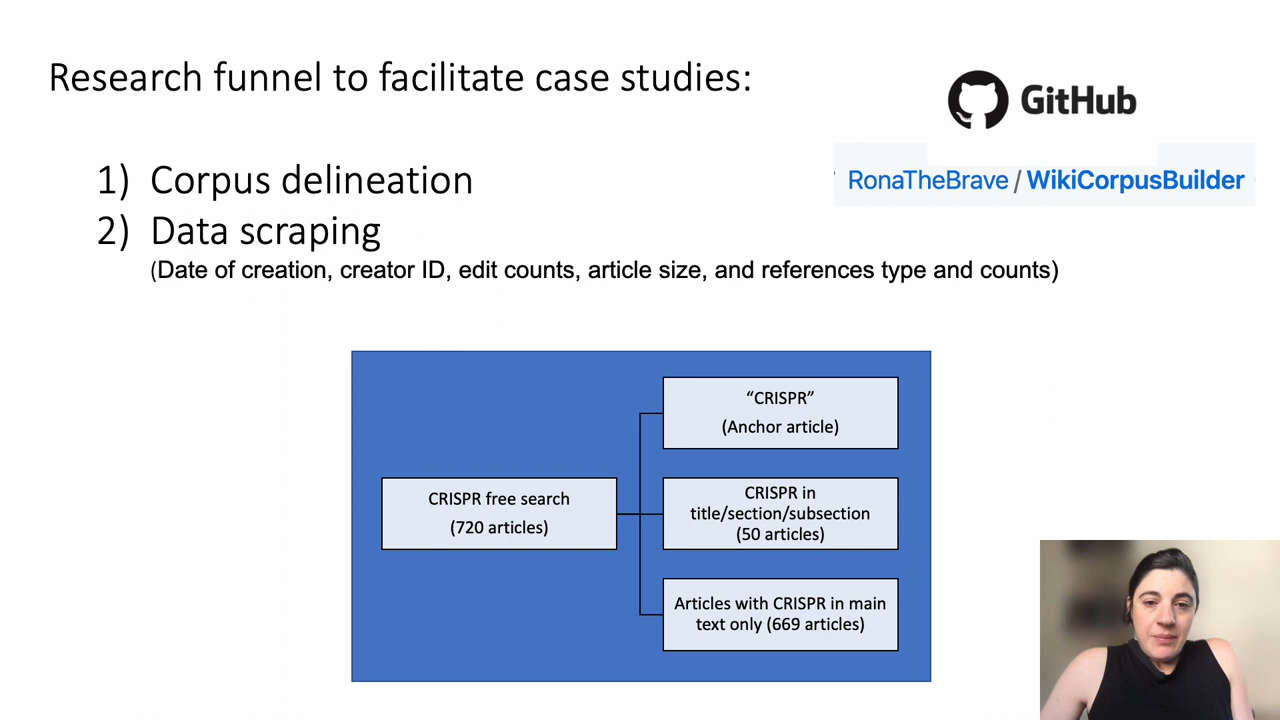 Research funnel to facilitate case studies:
GitHub
RonaTheBrave / WikiCorpusBuilder
1) Corpus delineation
2) Data scraping
(Date of creation, creator ID, edit counts, article size, and references type and counts)
“CRISPR”
(Anchor article)
CRISPR free search
(720 articles)
CRISPR in
title/section/subsection
(50 articles)
Articles with CRISPR in main
text only (669 articles)